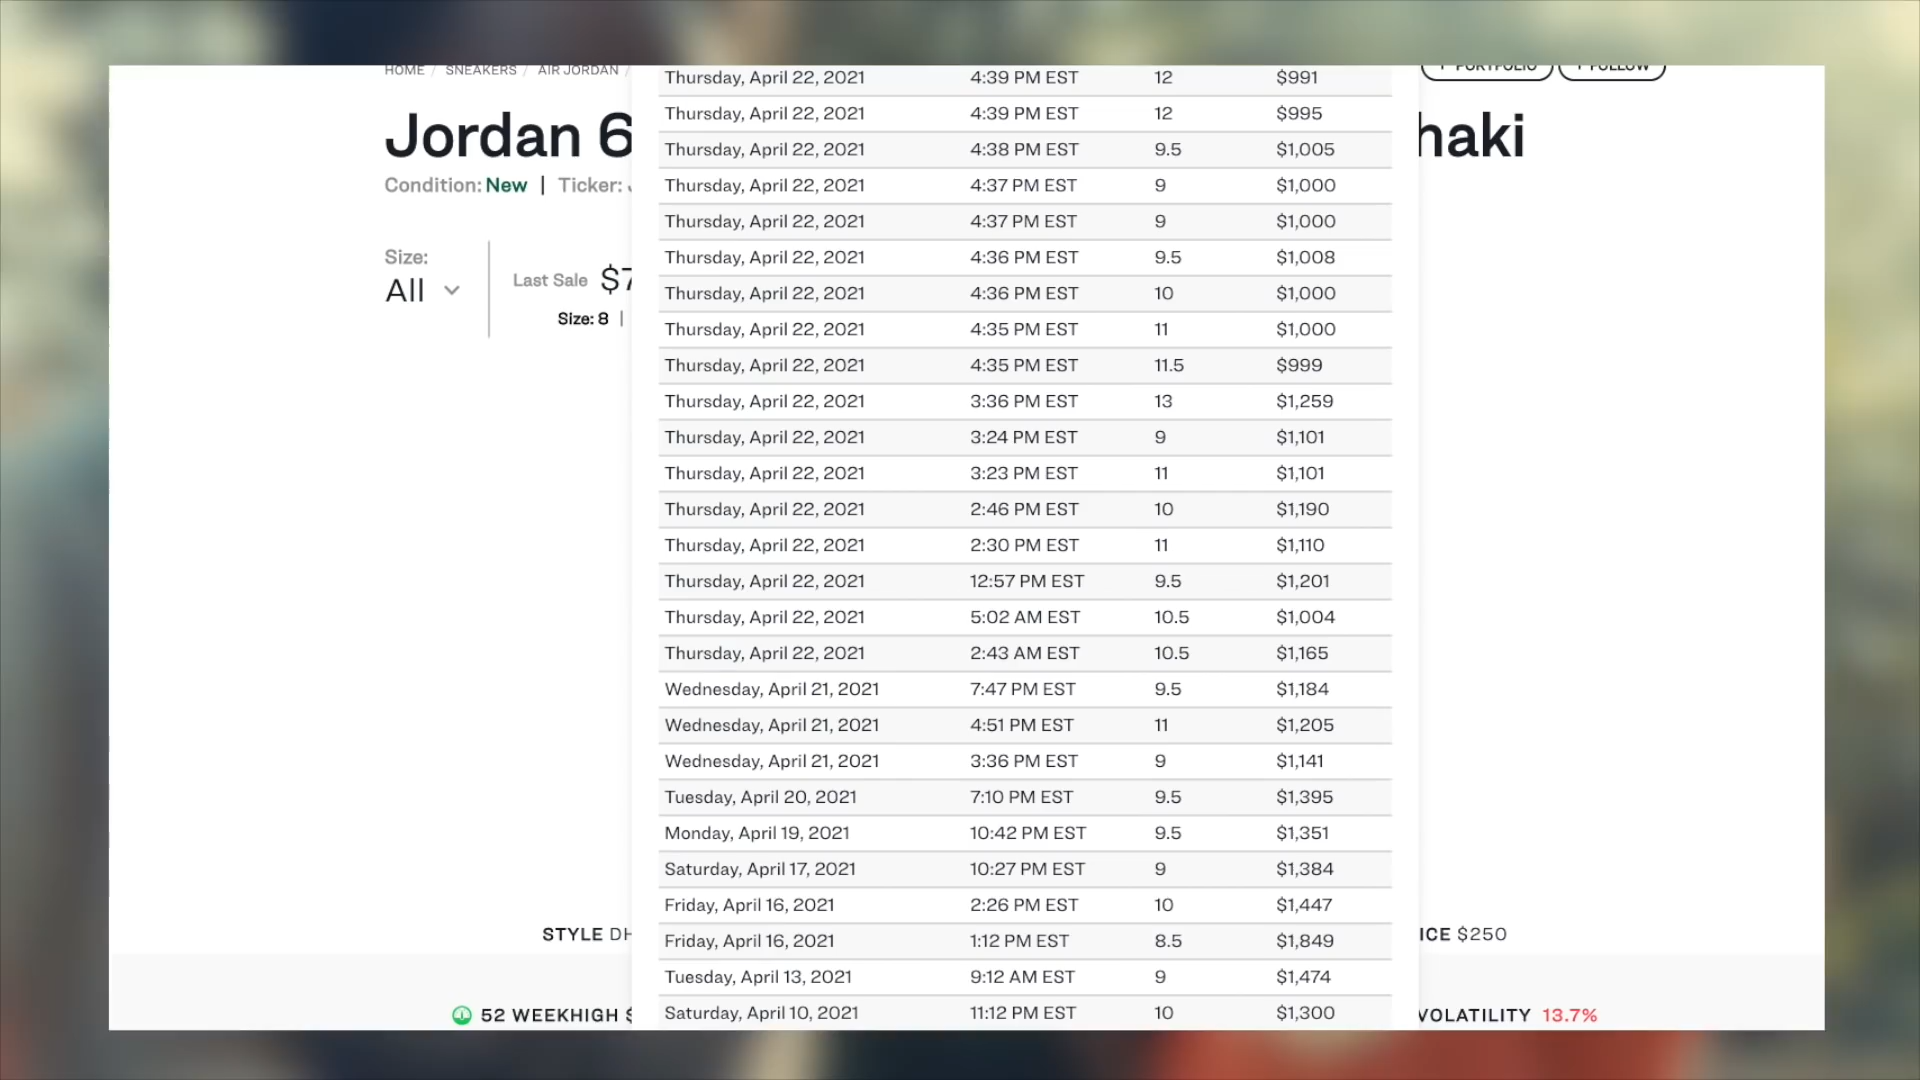 HOME / SNEAKERS / AIR JORDAN /
+ PORTFOLIO + FOLLOW
Jordan 6
haki
Condition: New | Ticker:
Size:
All
Last Sale $7
Size: 8 |
Thursday, April 22, 2021 4:39 PM EST 12 $991
Thursday, April 22, 2021 4:39 PM EST 12 $995
Thursday, April 22, 2021 4:38 PM EST 9.5 $1,005
Thursday, April 22, 2021 4:37 PM EST 9 $1,000
Thursday, April 22, 2021 4:37 PM EST 9 $1,000
Thursday, April 22, 2021 4:36 PM EST 9.5 $1,008
Thursday, April 22, 2021 4:36 PM EST 10 $1,000
Thursday, April 22, 2021 4:35 PM EST 11 $1,000
Thursday, April 22, 2021 4:35 PM EST 11.5 $999
Thursday, April 22, 2021 3:36 PM EST 13 $1,259
Thursday, April 22, 2021 3:24 PM EST 9 $1,101
Thursday, April 22, 2021 3:23 PM EST 11 $1,101
Thursday, April 22, 2021 2:46 PM EST 10 $1,190
Thursday, April 22, 2021 2:30 PM EST 11 $1,110
Thursday, April 22, 2021 12:57 PM EST 9.5 $1,201
Thursday, April 22, 2021 5:02 AM EST 10.5 $1,004
Thursday, April 22, 2021 2:43 AM EST 10.5 $1,165
Wednesday, April 21, 2021 7:47 PM EST 9.5 $1,184
Wednesday, April 21, 2021 4:51 PM EST 11 $1,205
Wednesday, April 21, 2021 3:36 PM EST 9 $1,141
Tuesday, April 20, 2021 7:10 PM EST 9.5 $1,395
Monday, April 19, 2021 10:42 PM EST 9.5 $1,351
Saturday, April 17, 2021 10:27 PM EST 9 $1,384
Friday, April 16, 2021 2:26 PM EST 10 $1,447
Friday, April 16, 2021 1:12 PM EST 8.5 $1,849
Tuesday, April 13, 2021 9:12 AM EST 9 $1,474
Saturday, April 10, 2021 11:12 PM EST 10 $1,300
STYLE DH
ICE $250
52 WEEKHIGH $
VOLATILITY 13.7%